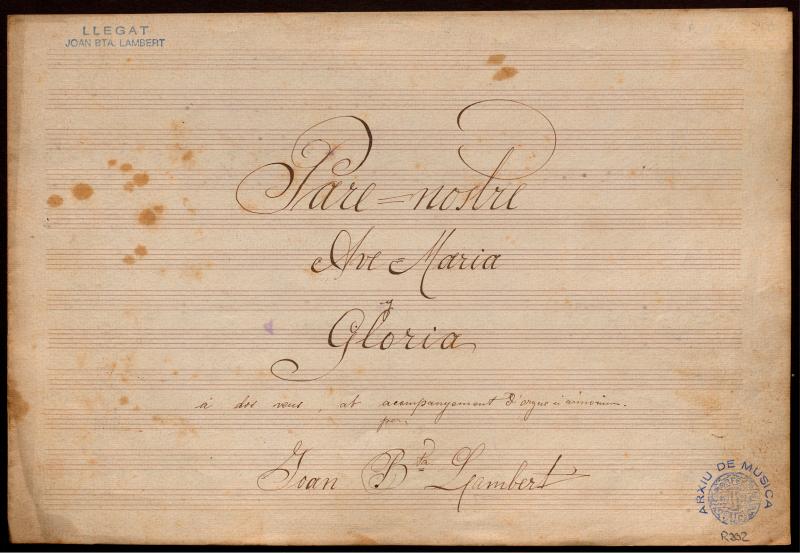 LLEGAT
JOAN BTA. LAMBERT
Pare=nostre
Ave=Maria
y
Gloria
á dos veus, ab acompanyament d'orgue ú armonium.
per
Joan Bta Lambert
ARXIU DE MUSICA
R202